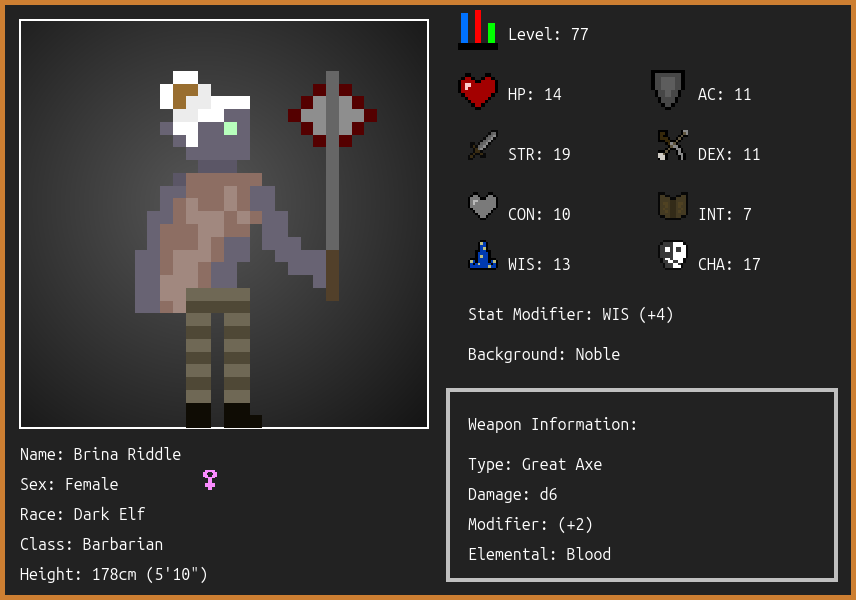 Level: 77
HP: 14
AC: 11
STR: 19
DEX: 11
CON: 10
INT: 7
WIS: 13
CHA: 17
Stat Modifier: WIS (+4)
Background: Noble
Weapon Information:
Type: Great Axe
Damage: d6
Modifier: (+2)
Elemental: Blood
Name: Brina Riddle
Sex: Female
Race: Dark Elf
Class: Barbarian
Height: 178cm (5'10")